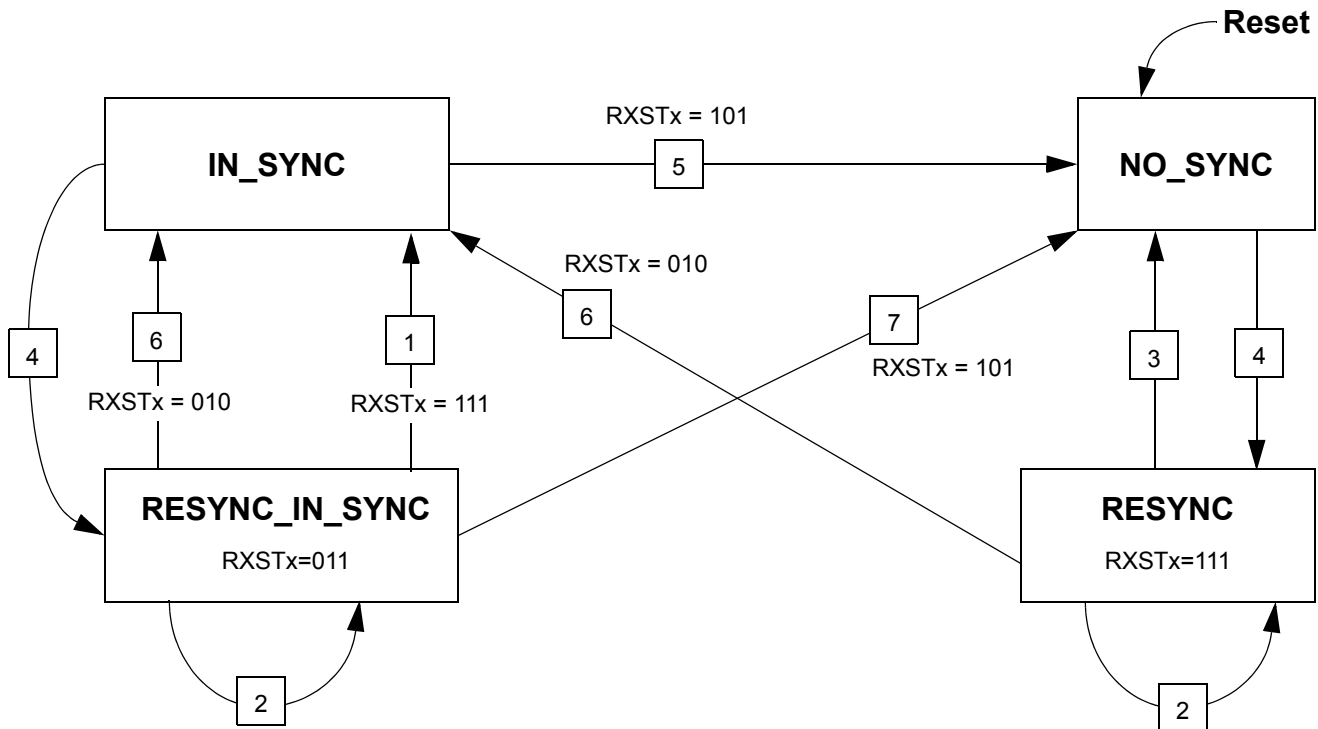 Reset
RXSTx = 101
IN_SYNC
5
NO_SYNC
RXSTx = 010
6
7
RXSTx = 101
4
6
1
3
4
RXSTx = 010
RXSTx = 111
RESYNC_IN_SYNC
RXSTx=011
RESYNC
RXSTx=111
2
2